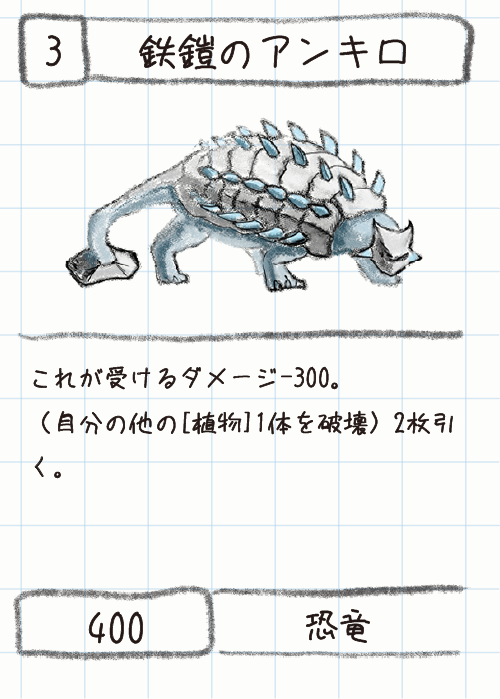 3
鉄鎧のアンキロ
これが受けるダメージ-300。
（自分の他の[植物]1体を破壊）2枚引
く。
400
恐竜